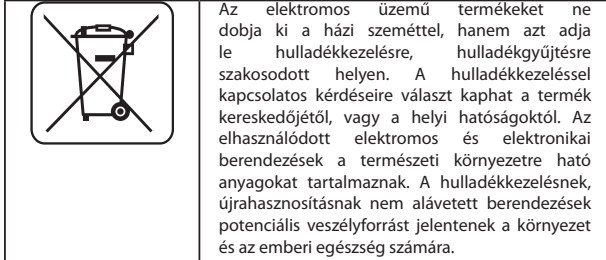 Az elektromos üzemű termékeket ne
dobja ki a házi szeméttel, hanem azt adja
le hulladékkezelésre, hulladékgyűjtésre
szakosodott helyen. A hulladékkezeléssel
kapcsolatos kérdéseire választ kaphat a termék
kereskedőjétől, vagy a helyi hatóságoktól. Az
elhasználódott elektromos és elektronikai
berendezések a természeti környezetre ható
anyagokat tartalmaznak. A hulladékkezelésnek,
újrahasznosításnak nem alávetett berendezések
potenciális veszélyforrást jelentenek a környezet
és az emberi egészség számára.